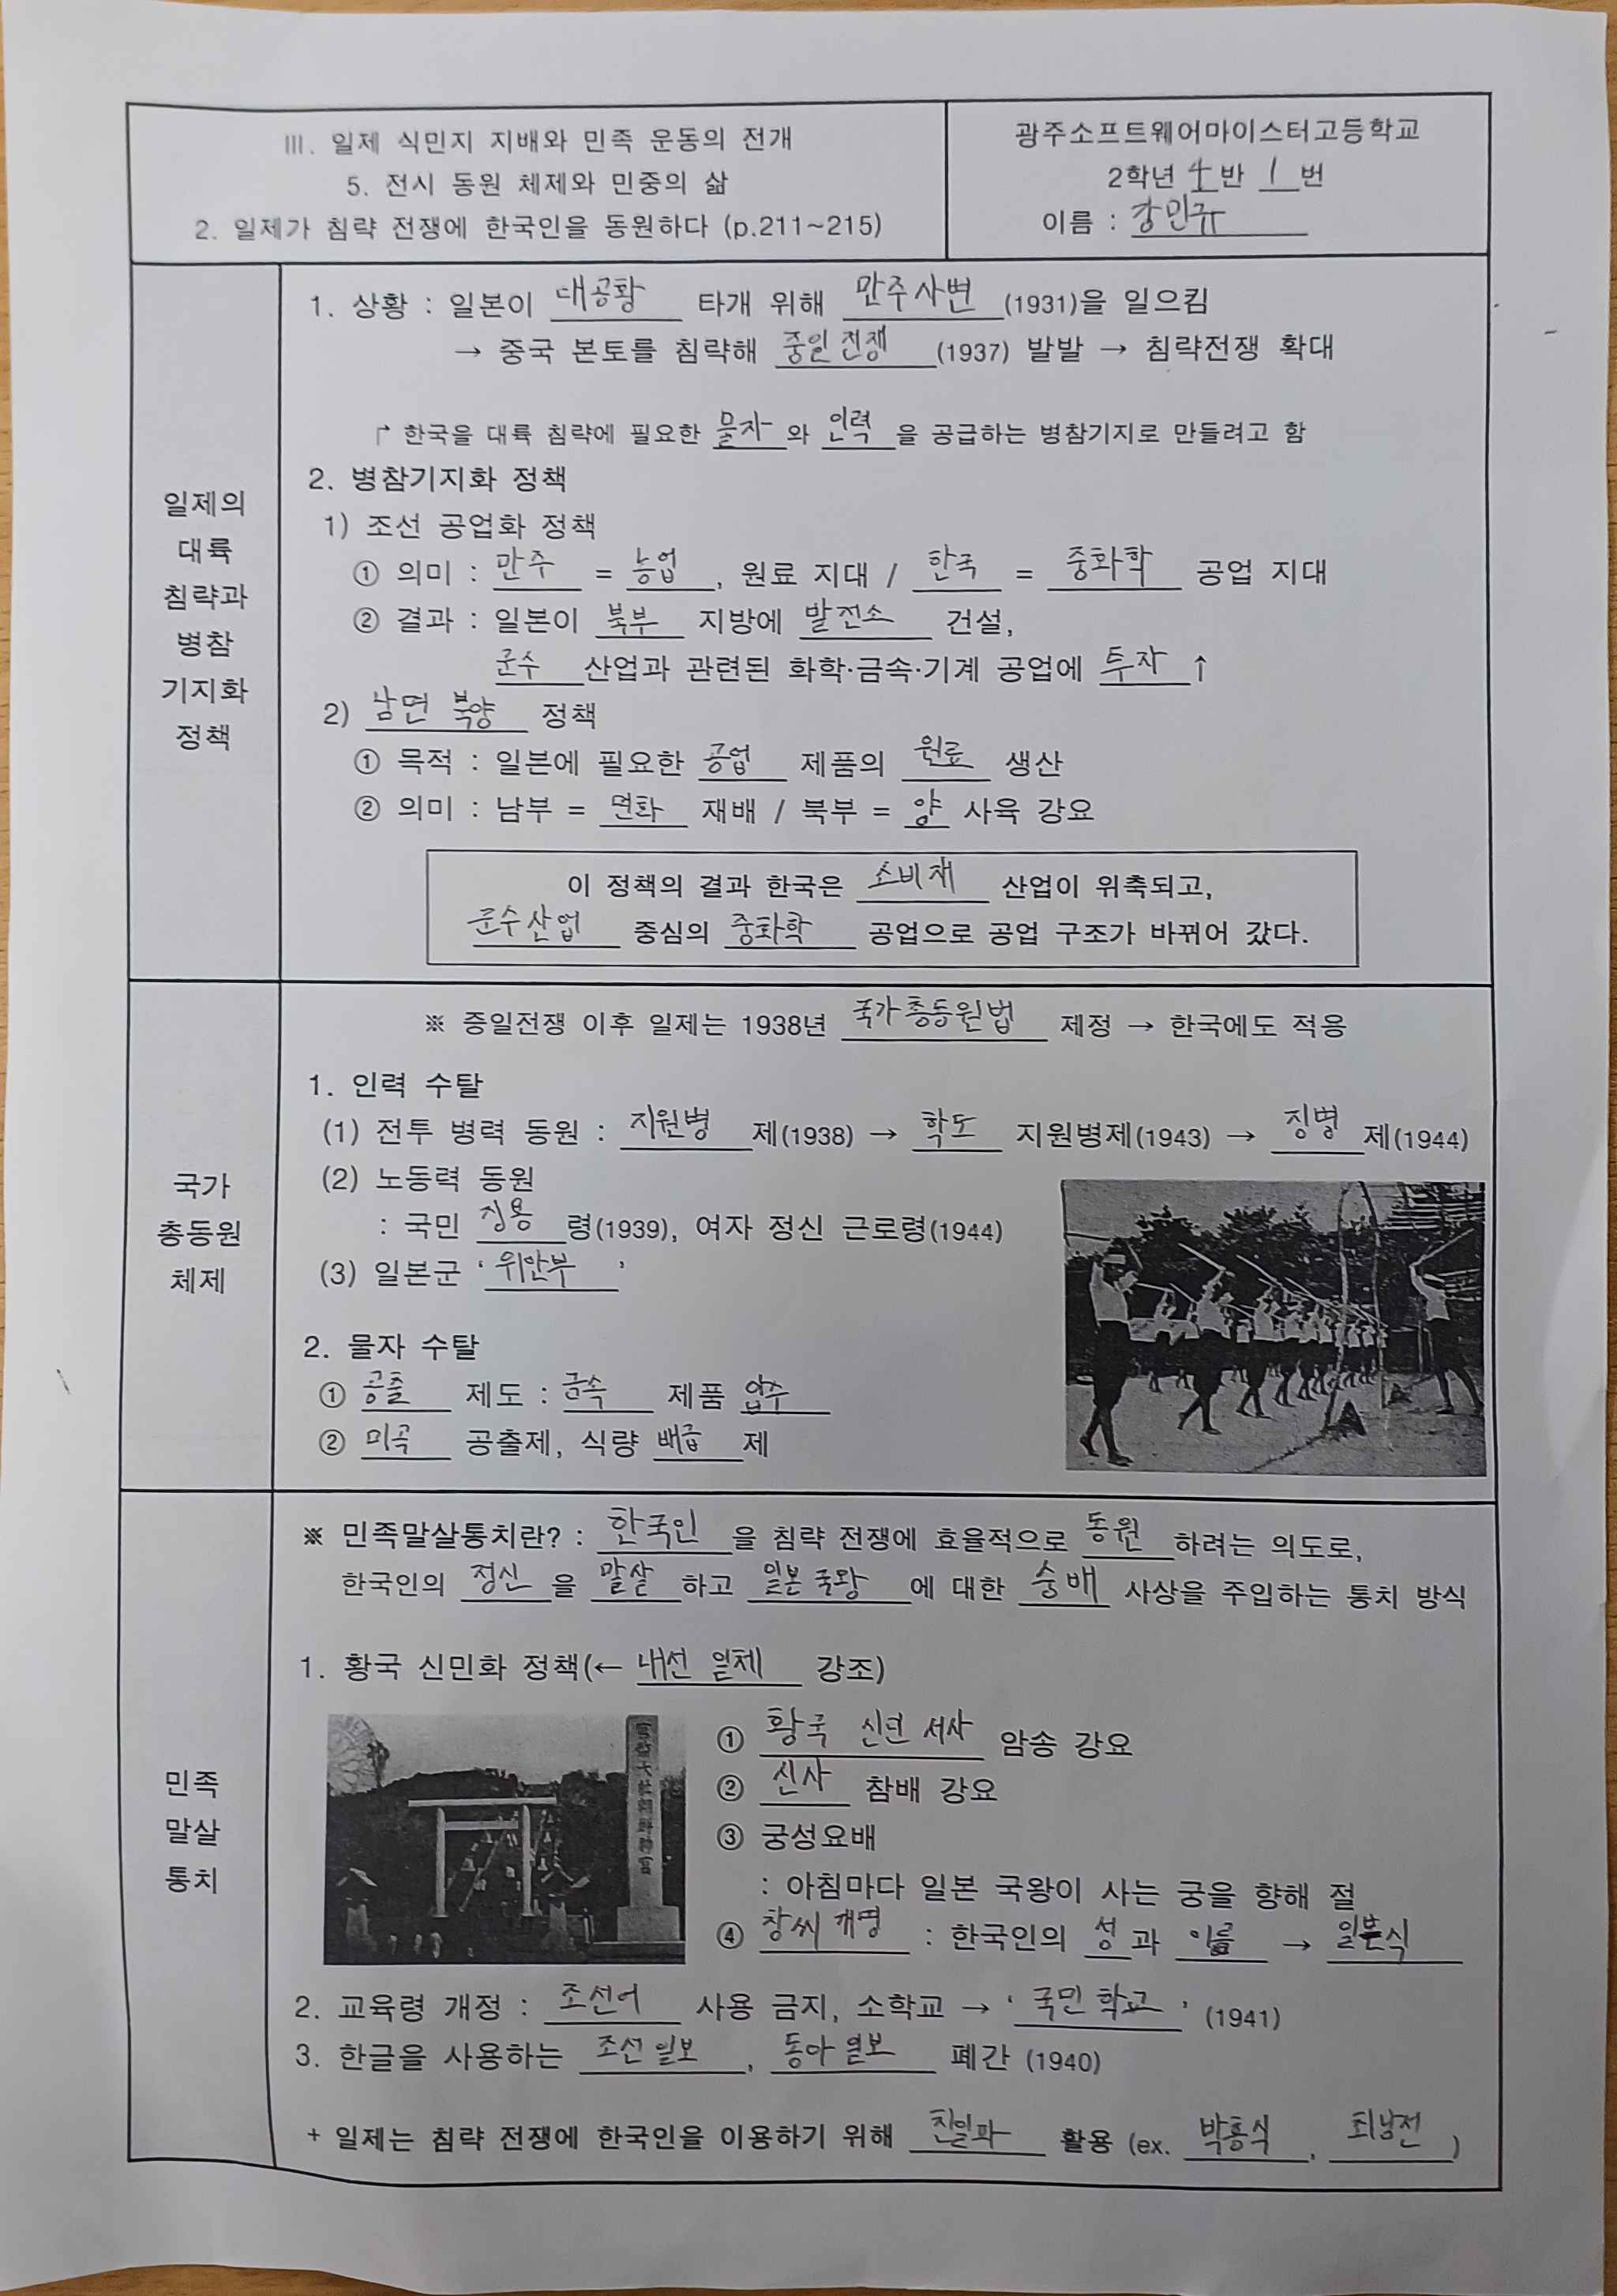 Ⅲ. 일제 식민지 지배와 민족 운동의 전개
5. 전시 동원 체제와 민중의 삶
2. 일제가 침략 전쟁에 한국인을 동원하다 (p.211~215)
광주소프트웨어마이스터고등학교
2학년 4반 1번
이름 : 강민규
일제의
대륙
침략과
병참
기지화
정책
1. 상황 : 일본이 대공황 타개 위해 만주사변(1931)을 일으킴
→ 중국 본토를 침략해 중일전쟁 (1937) 발발 → 침략전쟁 확대
↱ 한국을 대륙 침략에 필요한 물자 와 인력 을 공급하는 병참기지로 만들려고 함
2. 병참기지화 정책
1) 조선 공업화 정책
① 의미 : 만주 = 농업, 원료 지대 / 한국 = 중화학 공업 지대
② 결과 : 일본이 북부 지방에 발전소 건설,
군수 산업과 관련된 화학·금속·기계 공업에 투자↑
2) 남면 북양 정책
① 목적 : 일본에 필요한 공업 제품의 원료 생산
② 의미 : 남부 = 면화 재배 / 북부 = 양 사육 강요
이 정책의 결과 한국은 소비재 산업이 위축되고,
군수산업 중심의 중화학 공업으로 공업 구조가 바뀌어 갔다.
국가
총동원
체제
※ 중일전쟁 이후 일제는 1938년 국가총동원법 제정 → 한국에도 적용
1. 인력 수탈
(1) 전투 병력 동원 : 지원병 제(1938) → 학도 지원병제(1943) → 징병제(1944)
(2) 노동력 동원
: 국민 징용령(1939), 여자 정신 근로령(1944)
(3) 일본군 ‘위안부’
2. 물자 수탈
① 공출 제도 : 금속 제품 압수
② 미곡 공출제, 식량 배급제
민족
말살
통치
※ 민족말살통치란? : 한국인을 침략 전쟁에 효율적으로 동원하려는 의도로,
한국인의 정신을 말살하고 일본 국왕에 대한 숭배 사상을 주입하는 통치 방식
1. 황국 신민화 정책(← 내선 일체 강조)
① 황국 신민 서사 암송 강요
② 신사 참배 강요
③ 궁성요배
: 아침마다 일본 국왕이 사는 궁을 향해 절
④ 창씨 개명 : 한국인의 성과 이름 → 일본식
2. 교육령 개정 : 조선어 사용 금지, 소학교 → ‘국민 학교’ (1941)
3. 한글을 사용하는 조선일보, 동아일보 폐간 (1940)
+ 일제는 침략 전쟁에 한국인을 이용하기 위해 친일파 활용 (ex. 박흥식, 최남선)